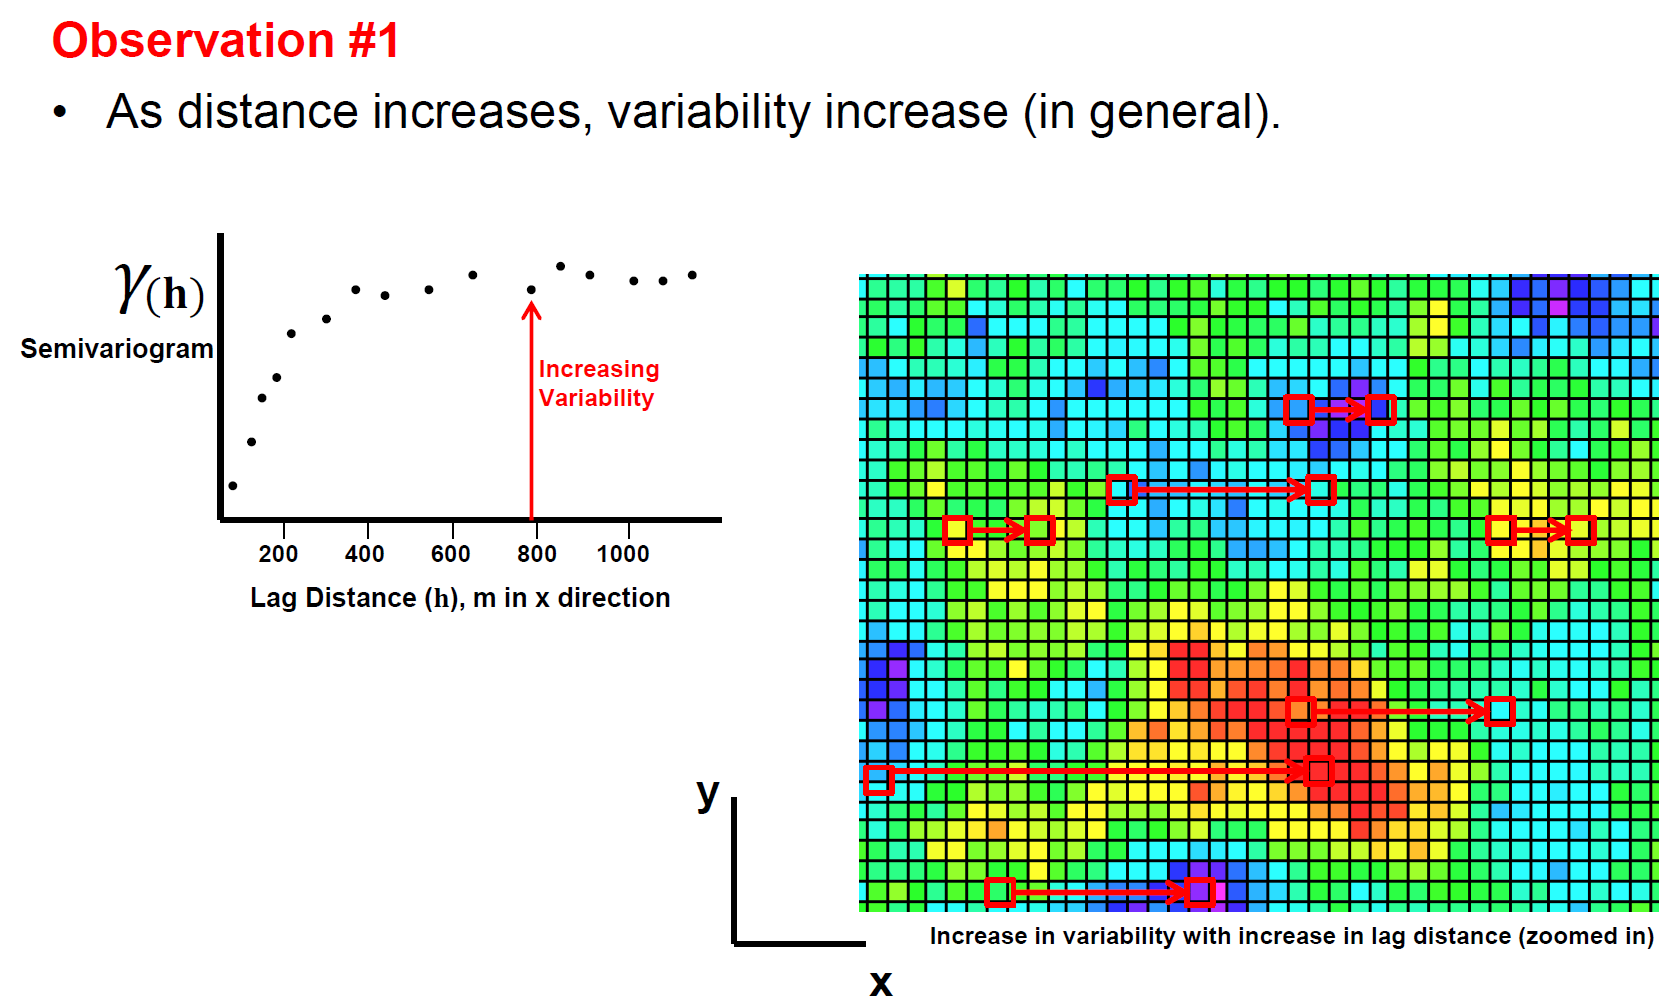 Observation #1
• As distance increases, variability increase (in general).
γ(h)
Semivariogram
Increasing
Variability
200 400 600 800 1000
Lag Distance (h), m in x direction
y
x
Increase in variability with increase in lag distance (zoomed in)